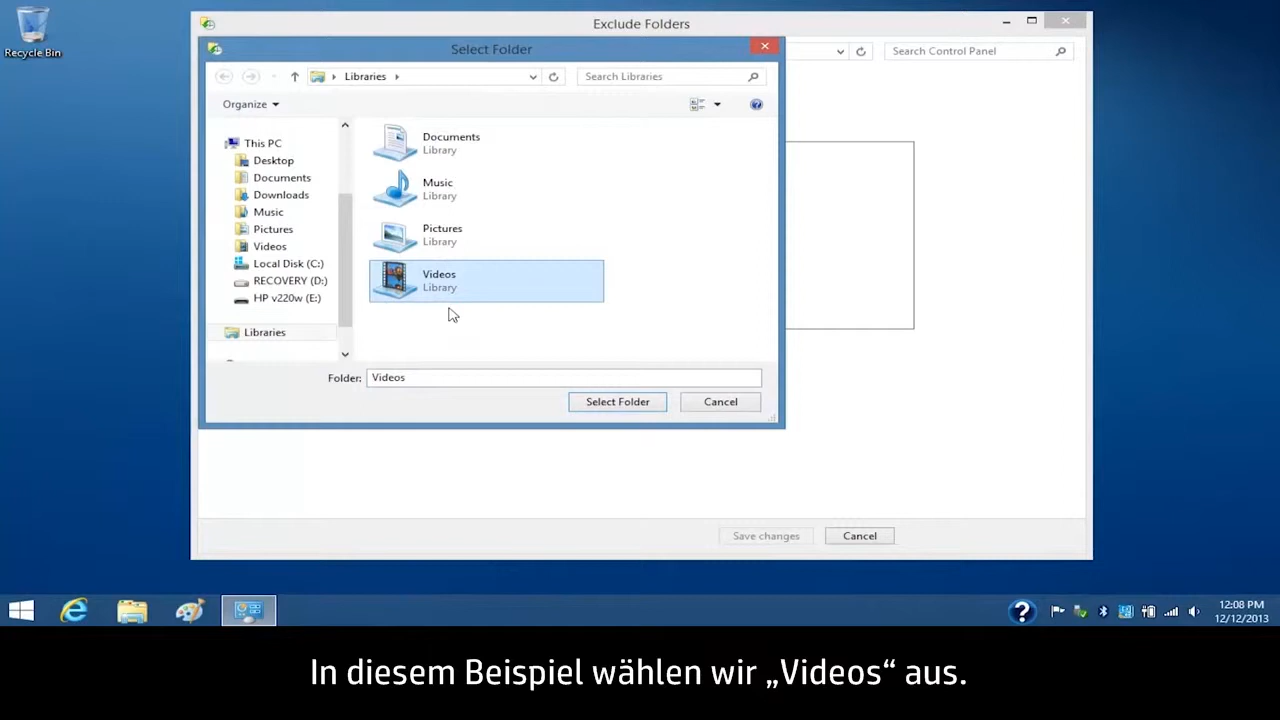 Recycle Bin
Exclude Folders
Search Control Panel
Select Folder
Libraries
Search Libraries
Organize
This PC
Desktop
Documents
Downloads
Music
Pictures
Videos
Local Disk (C:)
RECOVERY (D:)
HP v220w (E:)
Libraries
Documents
Library
Music
Library
Pictures
Library
Videos
Library
Folder: Videos
Select Folder Cancel
Save changes Cancel
12:08 PM
12/12/2013
In diesem Beispiel wählen wir „Videos“ aus.